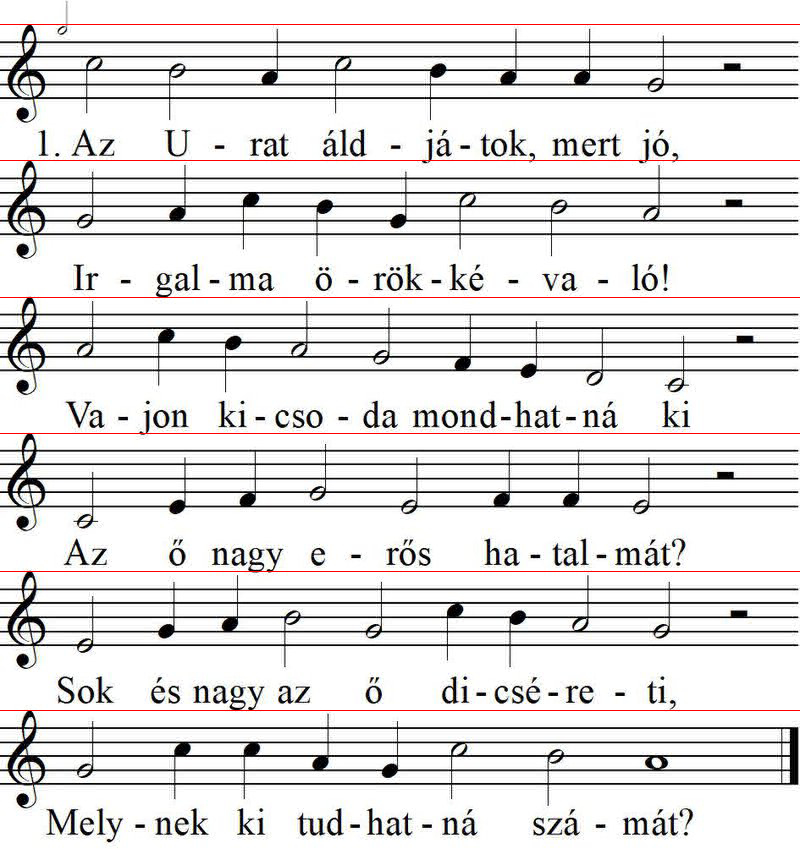 1. Az U - rat áld - já - tok, mert jó,
Ir - gal - ma ö - rök - ké - va - ló!
Va - jon ki - cso - da mond - hat - ná ki
Az ő nagy e - rős ha - tal - mát?
Sok és nagy az ő di - csé - re - ti,
Mely - nek ki tud - hat - ná szá - mát?